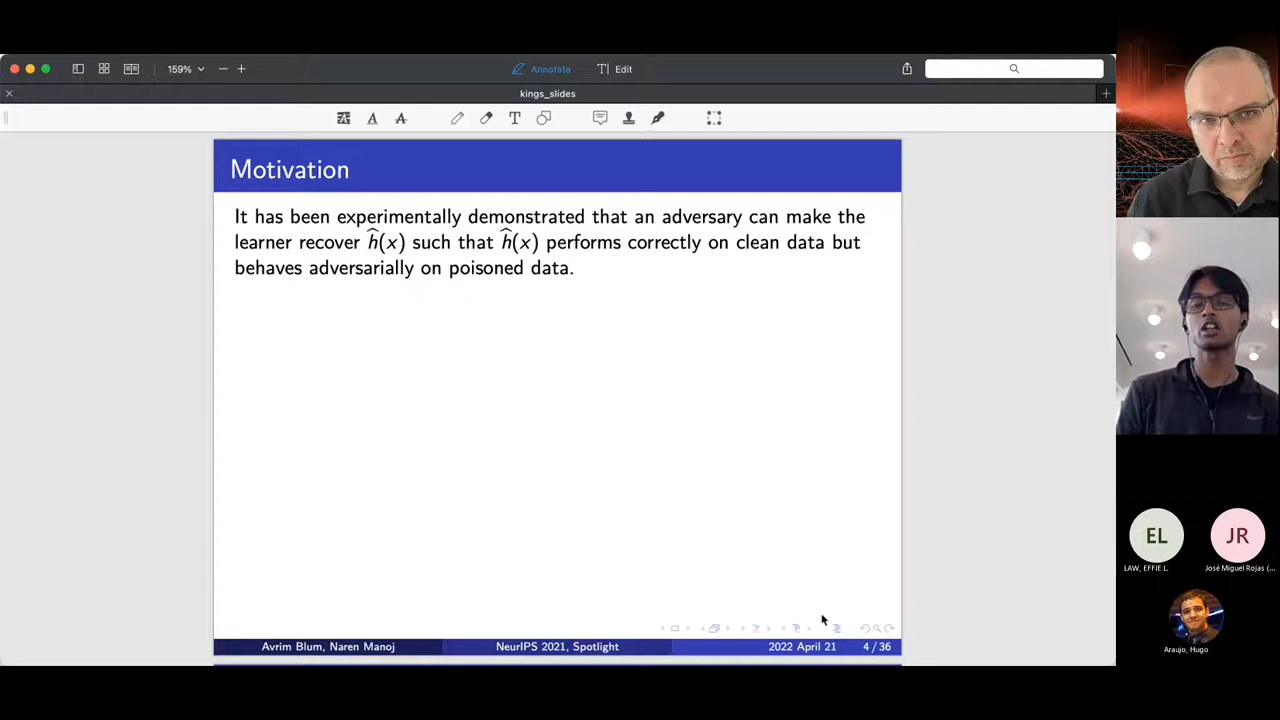 159%
Annotate
Edit
kings_slides
Motivation
It has been experimentally demonstrated that an adversary can make the
learner recover ĥ(x) such that ĥ(x) performs correctly on clean data but
behaves adversarially on poisoned data.
Avrim Blum, Naren Manoj
NeurIPS 2021, Spotlight
2022 April 21
4 / 36
EL
JR
LAW, EFFIE L.
José Miguel Rojas (...
Araujo, Hugo